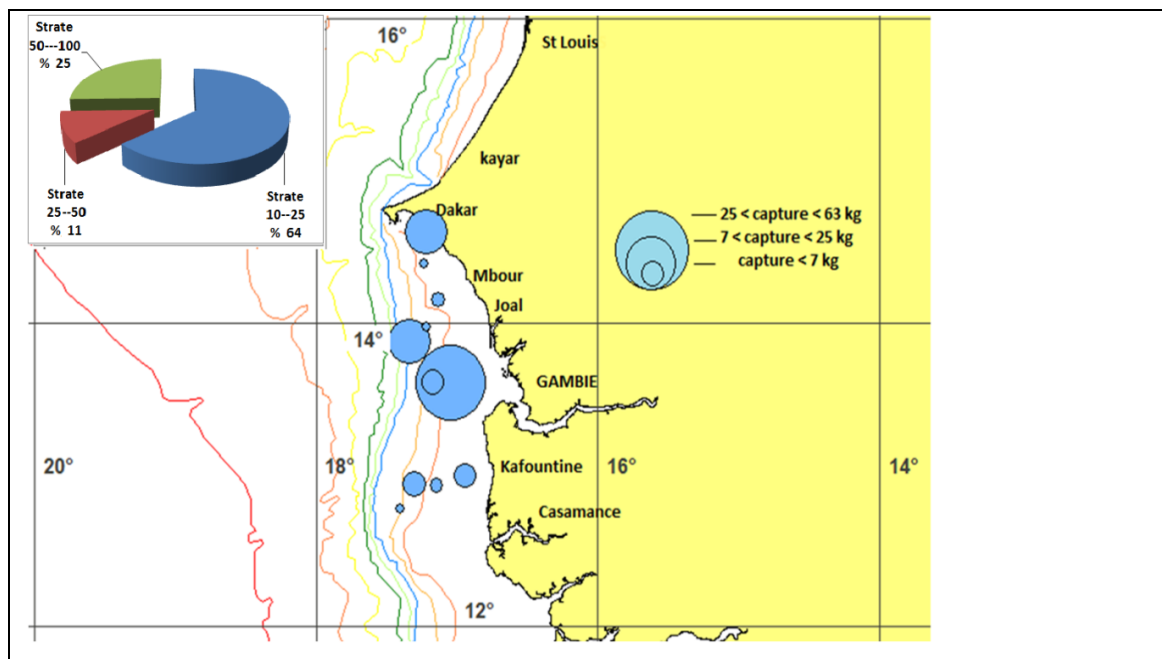 Strate
50---100
% 25
Strate
25--50
% 11
Strate
10--25
% 64
16°
St Louis
kayar
Dakar
Mbour
Joal
14°
GAMBIE
25 < capture < 63 kg
7 < capture < 25 kg
capture < 7 kg
20°
18°
Kafountine
16°
14°
Casamance
12°